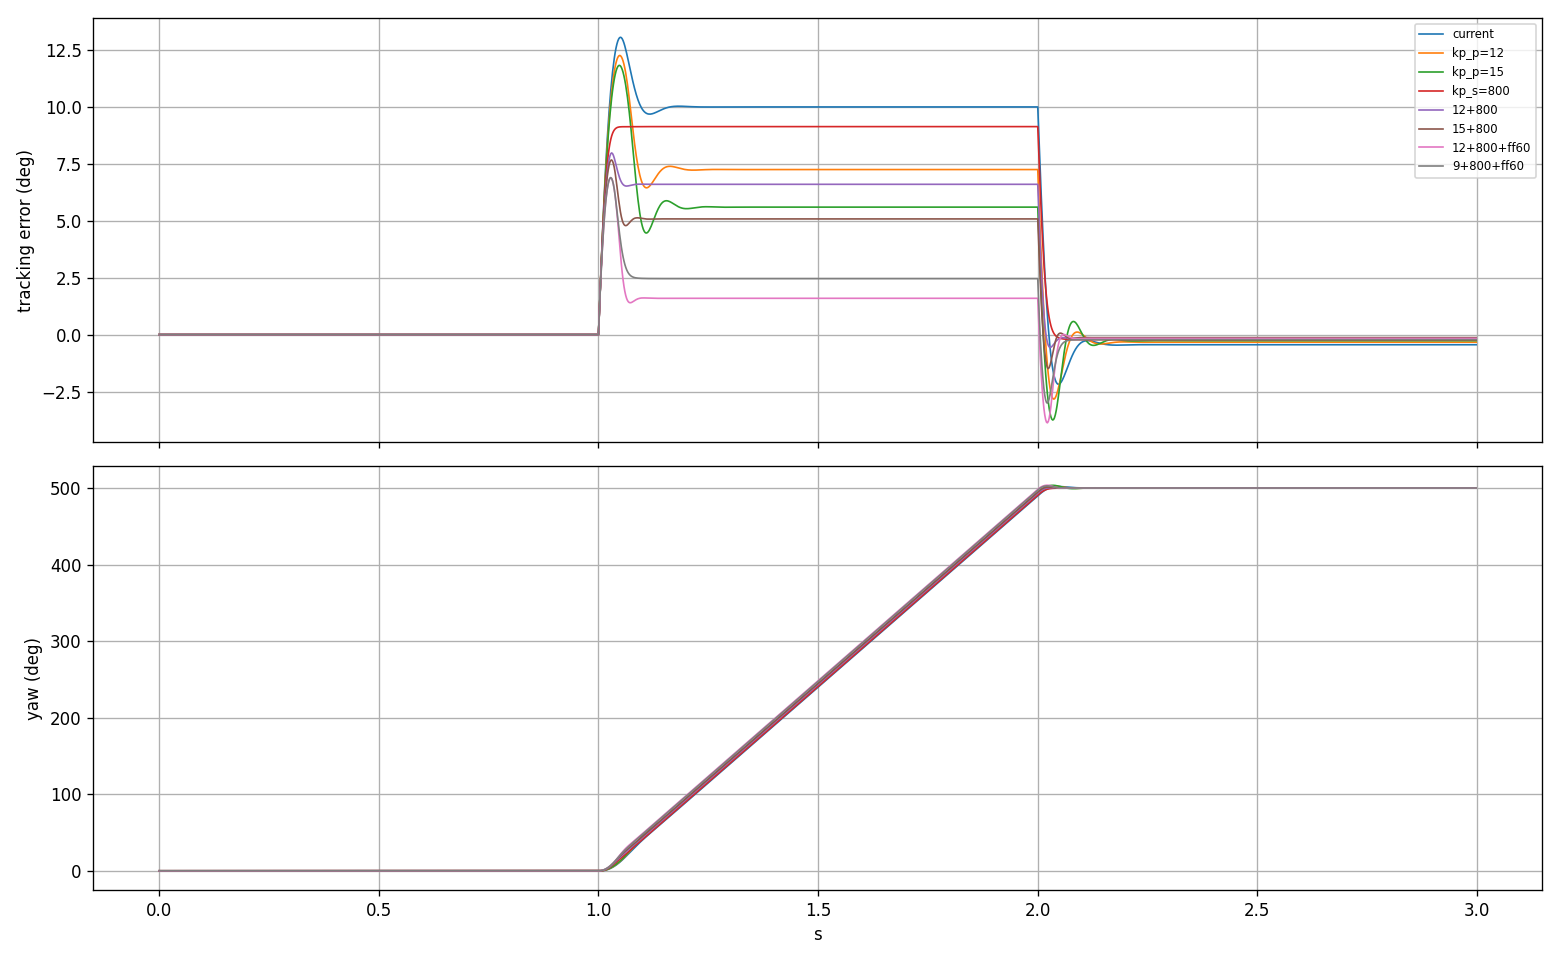 12.5
10.0
7.5
5.0
2.5
0.0
−2.5
tracking error (deg)
current
kp_p=12
kp_p=15
kp_s=800
12+800
15+800
12+800+ff60
9+800+ff60
500
400
300
200
100
0
yaw (deg)
0.0 0.5 1.0 1.5 2.0 2.5 3.0
s